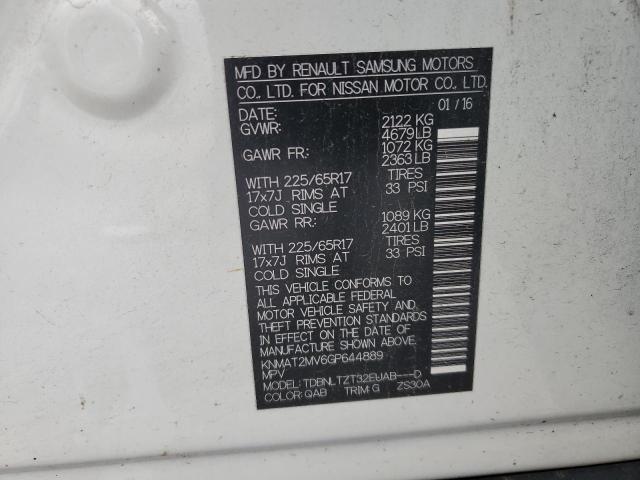 MFD BY RENAULT SAMSUNG MOTORS
CO., LTD. FOR NISSAN MOTOR CO., LTD.
DATE: 01/16
GVWR: 2122 KG
4679 LB
GAWR FR: 1072 KG
2363 LB
WITH 225/65R17 TIRES
17x7J RIMS AT 33 PSI
COLD SINGLE
GAWR RR: 1089 KG
2401 LB
WITH 225/65R17 TIRES
17x7J RIMS AT 33 PSI
COLD SINGLE
THIS VEHICLE CONFORMS TO
ALL APPLICABLE FEDERAL
MOTOR VEHICLE SAFETY AND
THEFT PREVENTION STANDARDS
IN EFFECT ON THE DATE OF
MANUFACTURE SHOWN ABOVE.
KNMAT2MV6GP644889
MPV
MODEL: TDBNLTZT32EUAB---D
COLOR: QAB TRIM: G ZS30A